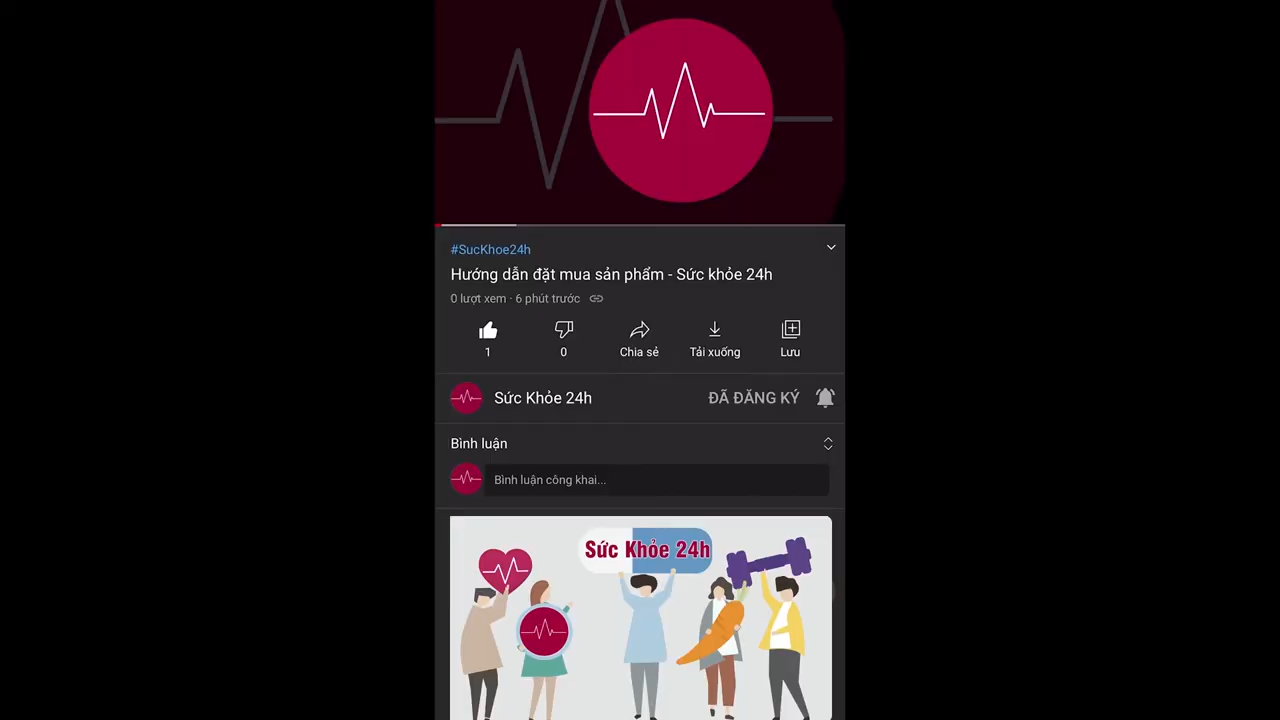 #SucKhoe24h
Hướng dẫn đặt mua sản phẩm - Sức khỏe 24h
0 lượt xem · 6 phút trước
1
0
Chia sẻ
Tải xuống
Lưu
Sức Khỏe 24h
ĐÃ ĐĂNG KÝ
Bình luận
Bình luận công khai...
Sức Khỏe 24h